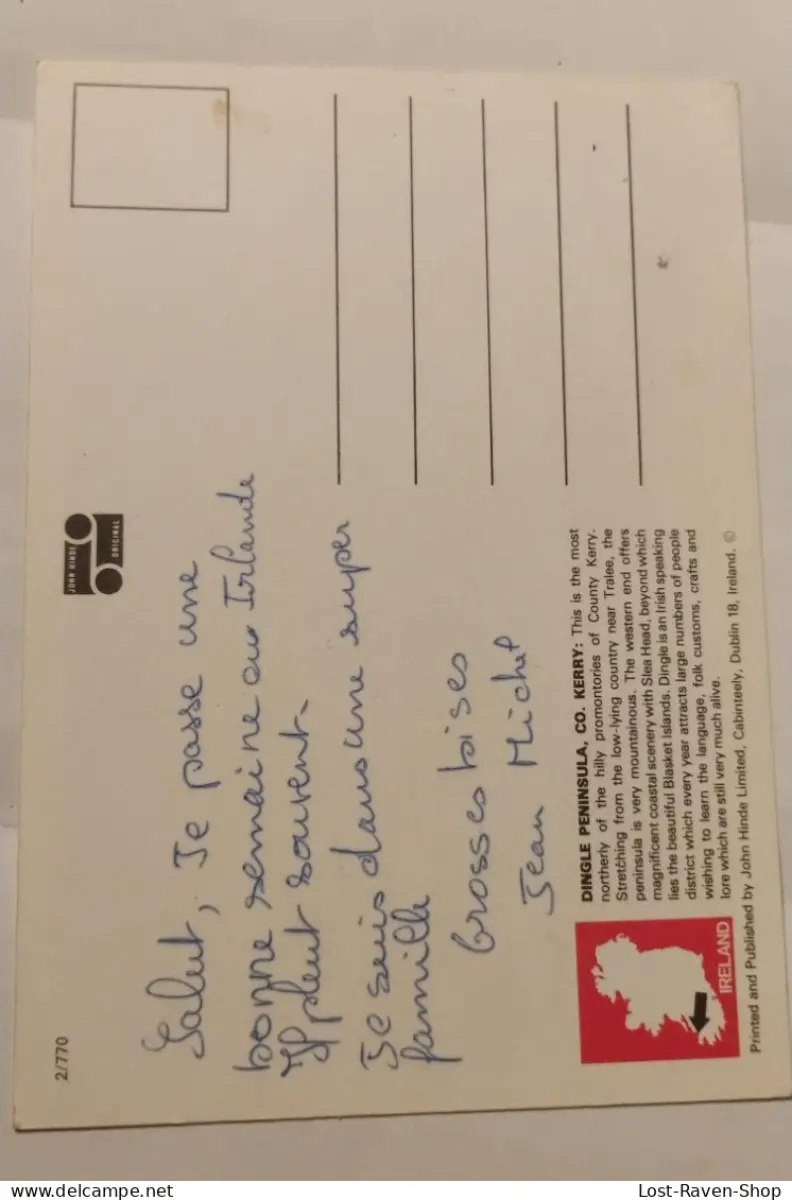 2/770
JOHN HINDE
ORIGINAL
Salut, Je passe une
bonne semaine en Irlande
Il pleut souvent.
Je suis dans une super
famille
Grosses bises
Jean Michel
DINGLE PENINSULA, CO. KERRY: This is the most
northerly of the hilly promontories of County Kerry.
Stretching from the low-lying country near Tralee, the
peninsula is very mountainous. The western end offers
magnificent coastal scenery with Slea Head, beyond which
lies the beautiful Blasket Islands. Dingle is an Irish speaking
district which every year attracts large numbers of people
wishing to learn the language, folk customs, crafts and
lore which are still very much alive.
IRELAND
Printed and Published by John Hinde Limited, Cabinteely, Dublin 18, Ireland. ©
delcampe.net
Lost-Raven-Shop